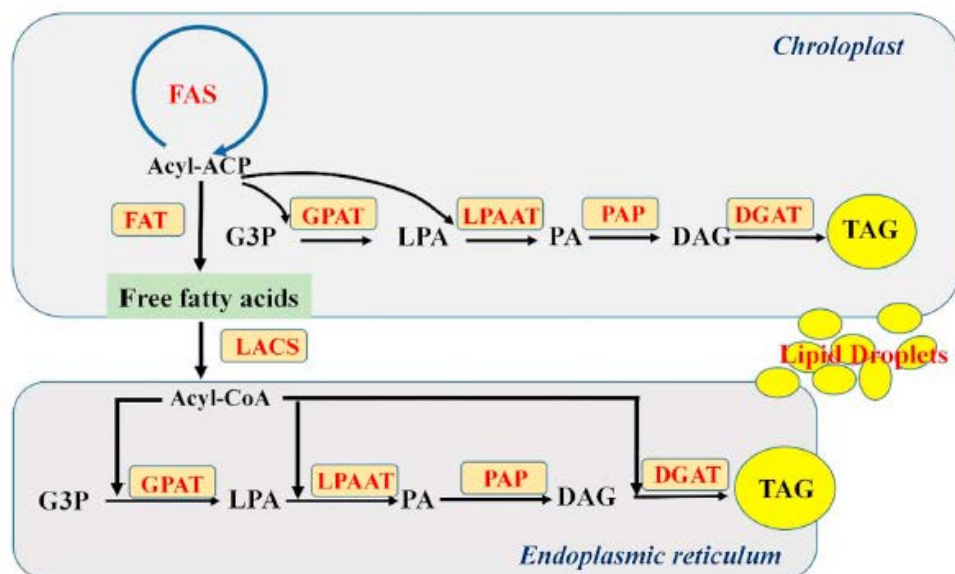 Chroloplast
FAS
Acyl-ACP
FAT
GPAT
LPAAT
PAP
DGAT
G3P
LPA
PA
DAG
TAG
Free fatty acids
LACS
Lipid Droplets
Acyl-CoA
GPAT
LPAAT
PAP
DGAT
G3P
LPA
PA
DAG
TAG
Endoplasmic reticulum